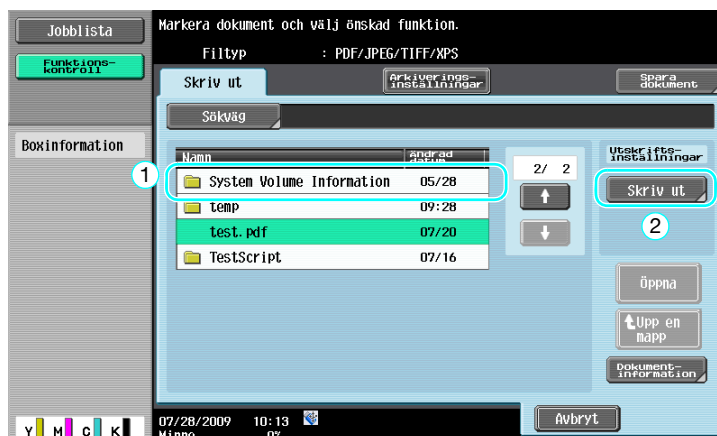 Jobblista
Funktions-
kontroll
Boxinformation
Markera dokument och välj önskad funktion.
Filtyp : PDF/JPEG/TIFF/XPS
Skriv ut
Arkiverings-
inställningar
Spara
dokument
Sökväg
Namn Ändrad
datum
1
System Volume Information 05/28
temp 09:28
test.pdf 07/20
TestScript 07/16
2/ 2
Utskrifts-
inställningar
Skriv ut
2
Öppna
Upp en
mapp
Dokument-
information
Avbryt
07/28/2009 10:13
Minne 0%
Y M C K